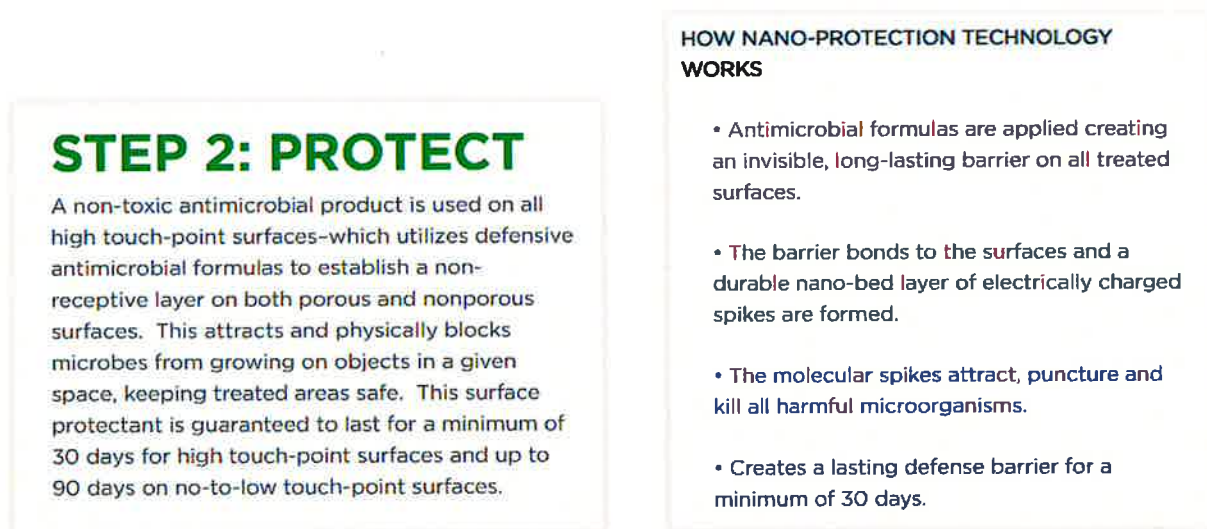 STEP 2: PROTECT
A non-toxic antimicrobial product is used on all
high touch-point surfaces–which utilizes defensive
antimicrobial formulas to establish a non-
receptive layer on both porous and nonporous
surfaces.  This attracts and physically blocks
microbes from growing on objects in a given
space, keeping treated areas safe.  This surface
protectant is guaranteed to last for a minimum of
30 days for high touch-point surfaces and up to
90 days on no-to-low touch-point surfaces.
HOW NANO-PROTECTION TECHNOLOGY
WORKS
• Antimicrobial formulas are applied creating
an invisible, long-lasting barrier on all treated
surfaces.
• The barrier bonds to the surfaces and a
durable nano-bed layer of electrically charged
spikes are formed.
• The molecular spikes attract, puncture and
kill all harmful microorganisms.
• Creates a lasting defense barrier for a
minimum of 30 days.